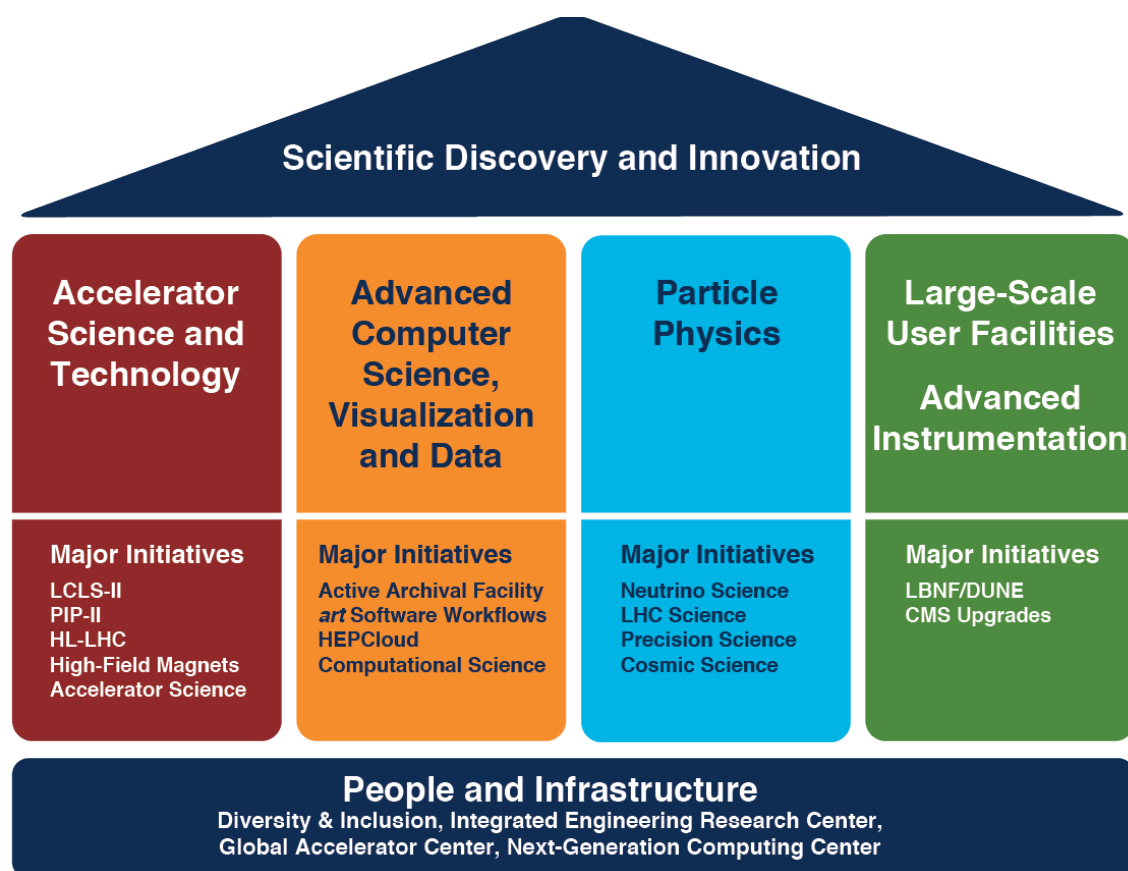 Scientific Discovery and Innovation
Accelerator
Science and
Technology
Major Initiatives
LCLS-II
PIP-II
HL-LHC
High-Field Magnets
Accelerator Science
Advanced
Computer
Science,
Visualization
and Data
Major Initiatives
Active Archival Facility
art Software Workflows
HEPCloud
Computational Science
Particle
Physics
Major Initiatives
Neutrino Science
LHC Science
Precision Science
Cosmic Science
Large-Scale
User Facilities
Advanced
Instrumentation
Major Initiatives
LBNF/DUNE
CMS Upgrades
People and Infrastructure
Diversity & Inclusion, Integrated Engineering Research Center,
Global Accelerator Center, Next-Generation Computing Center